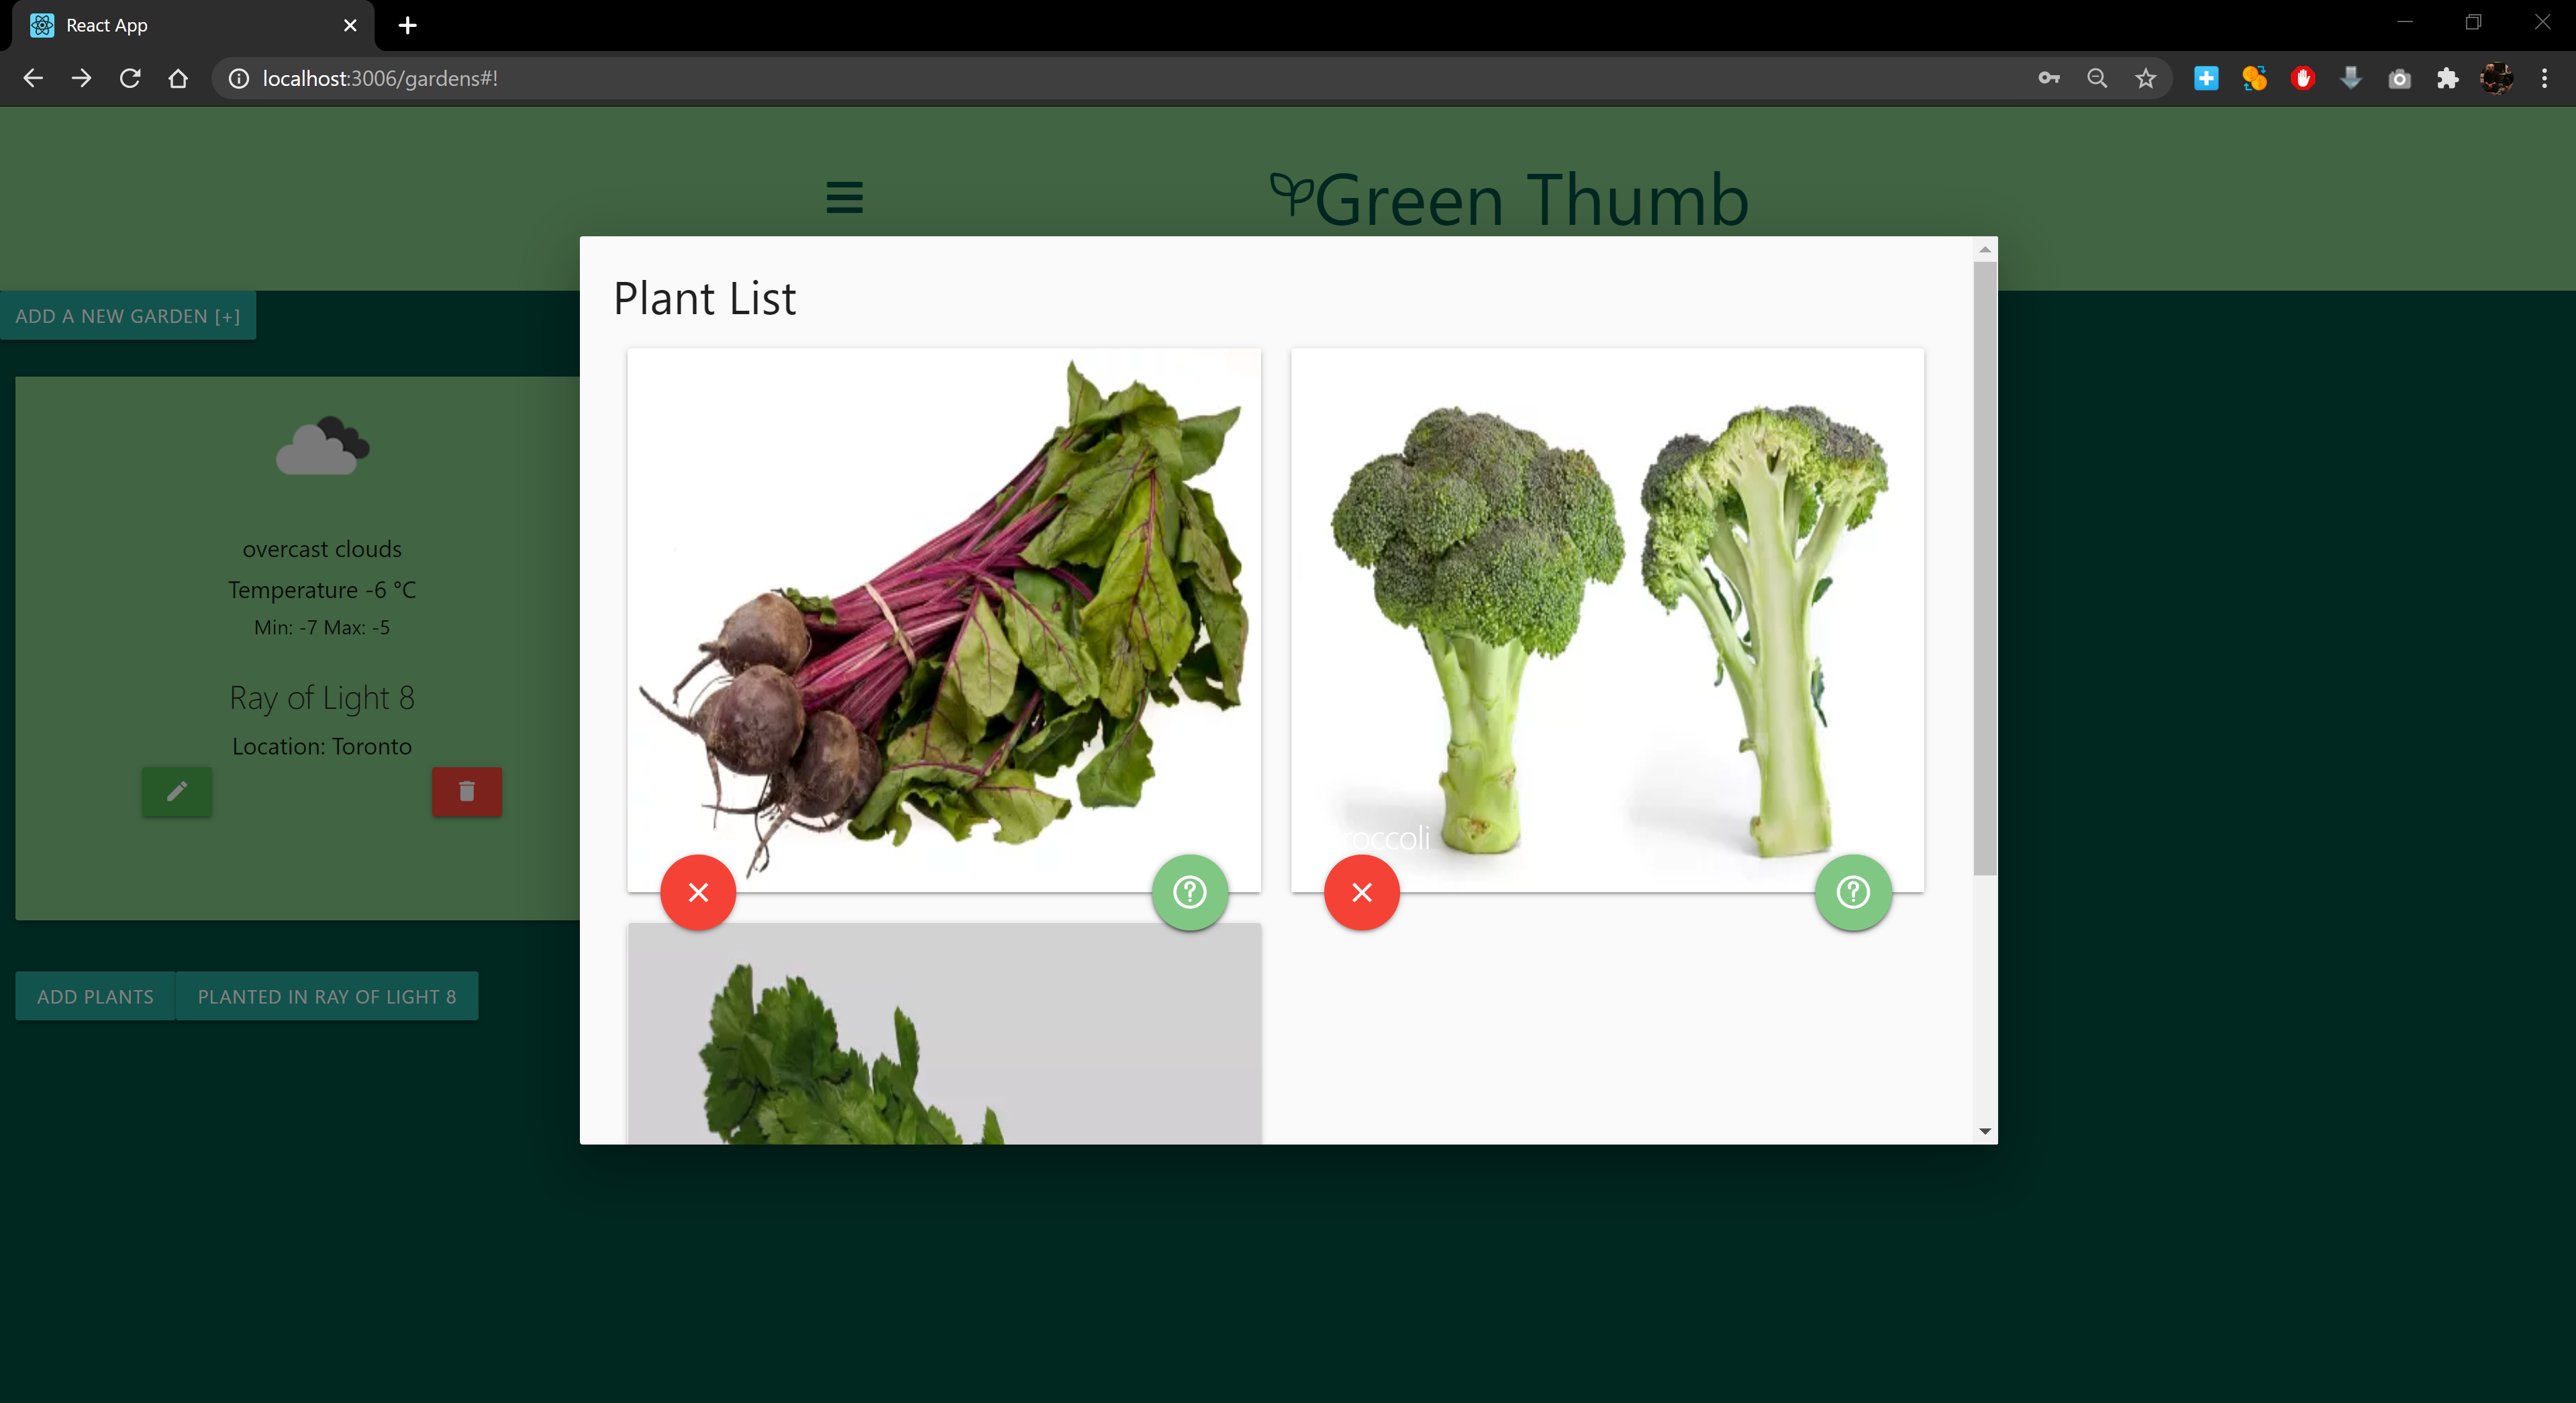 React App
localhost:3006/gardens#!
Green Thumb
ADD A NEW GARDEN [+]
overcast clouds
Temperature -6 °C
Min: -7 Max: -5
Ray of Light 8
Location: Toronto
ADD PLANTS
PLANTED IN RAY OF LIGHT 8
Plant List
roccoli